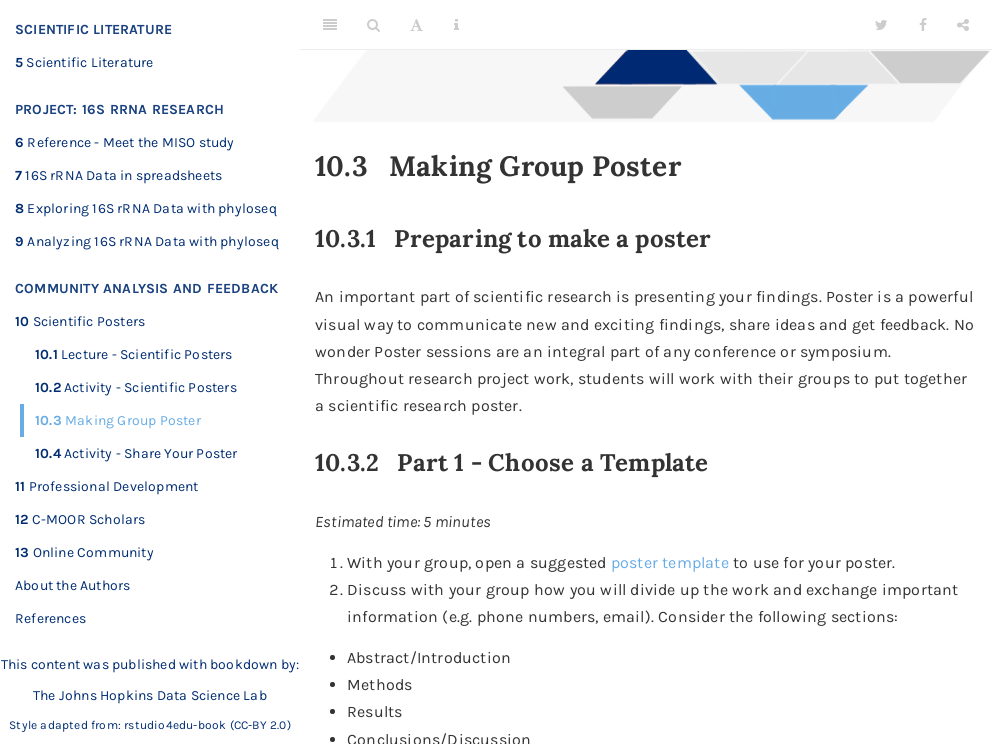 SCIENTIFIC LITERATURE
5 Scientific Literature
PROJECT: 16S RRNA RESEARCH
6 Reference - Meet the MISO study
7 16S rRNA Data in spreadsheets
8 Exploring 16S rRNA Data with phyloseq
9 Analyzing 16S rRNA Data with phyloseq
COMMUNITY ANALYSIS AND FEEDBACK
10 Scientific Posters
10.1 Lecture - Scientific Posters
10.2 Activity - Scientific Posters
10.3 Making Group Poster
10.4 Activity - Share Your Poster
11 Professional Development
12 C-MOOR Scholars
13 Online Community
About the Authors
References
This content was published with bookdown by:
The Johns Hopkins Data Science Lab
Style adapted from: rstudio4edu-book (CC-BY 2.0)
10.3 Making Group Poster
10.3.1 Preparing to make a poster
An important part of scientific research is presenting your findings. Poster is a powerful
visual way to communicate new and exciting findings, share ideas and get feedback. No
wonder Poster sessions are an integral part of any conference or symposium.
Throughout research project work, students will work with their groups to put together
a scientific research poster.
10.3.2 Part 1 - Choose a Template
Estimated time: 5 minutes
1. With your group, open a suggested poster template to use for your poster.
2. Discuss with your group how you will divide up the work and exchange important
information (e.g. phone numbers, email). Consider the following sections:
• Abstract/Introduction
• Methods
• Results
• Conclusions/Discussion